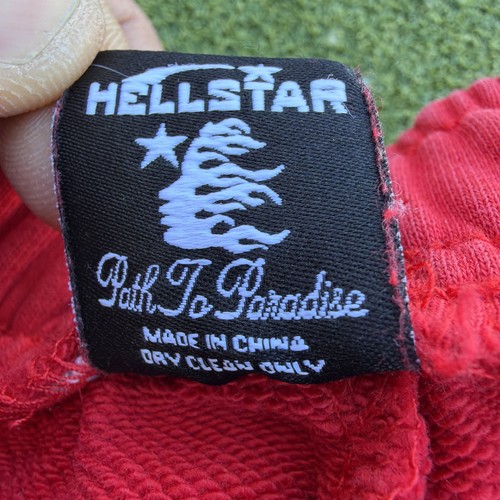 HELLSTAR
Path To Paradise
MADE IN CHINA
DRY CLEAN ONLY